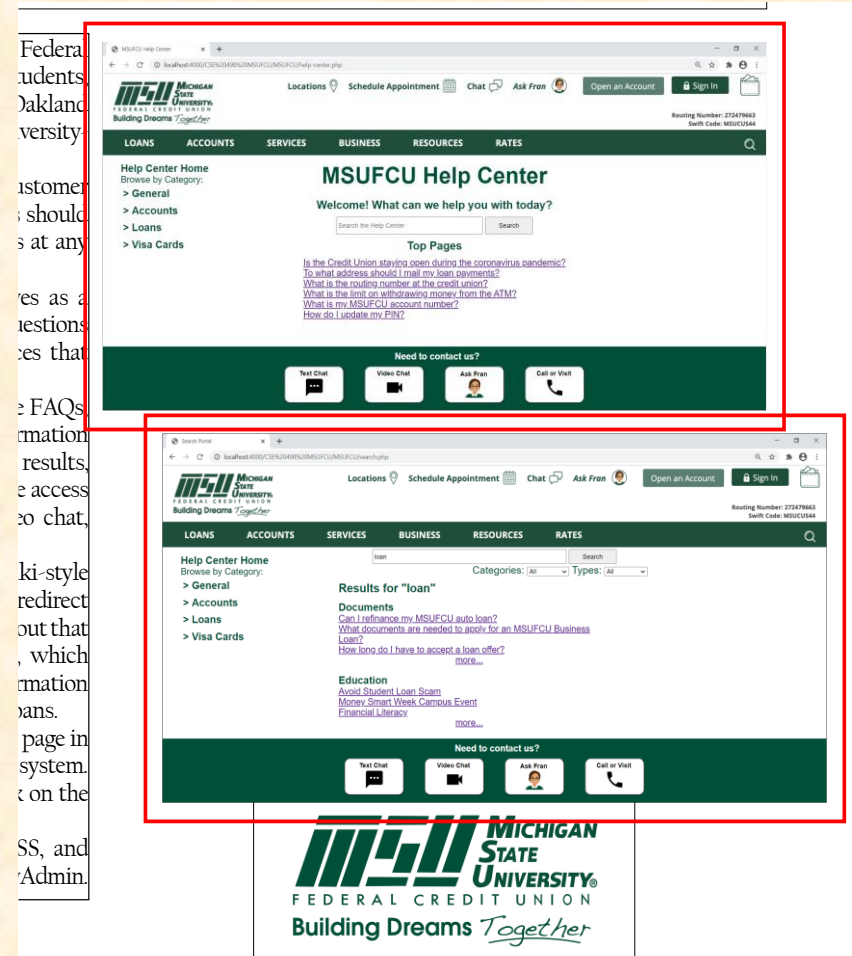 Federal
tudents
Oakland
iversity-
ustomer
s should
s at any
ves as a
uestions
ces that
e FAQs
rmation
results,
e access
eo chat,
ki-style
redirect
out that
, which
rmation
oans.
page in
system.
k on the
SS, and
Admin.
MSUFCU Help Center
localhost:4000/CSE%20498%20MSUFCU/MSUFCU/help-center.php
MICHIGAN
STATE
UNIVERSITY®
FEDERAL CREDIT UNION
Building Dreams Together
Locations Schedule Appointment Chat Ask Fran Open an Account Sign In
Routing Number: 272479663
Swift Code: MSUCUS44
LOANS ACCOUNTS SERVICES BUSINESS RESOURCES RATES
Help Center Home
Browse by Category:
> General
> Accounts
> Loans
> Visa Cards
MSUFCU Help Center
Welcome! What can we help you with today?
Search the Help Center Search
Top Pages
Is the Credit Union staying open during the coronavirus pandemic?
To what address should I mail my loan payments?
What is the routing number at the credit union?
What is the limit on withdrawing money from the ATM?
What is my MSUFCU account number?
How do I update my PIN?
Need to contact us?
Text Chat Video Chat Ask Fran Call or Visit
Search Portal
localhost:4000/CSE%20498%20MSUFCU/MSUFCU/search.php
MICHIGAN
STATE
UNIVERSITY®
FEDERAL CREDIT UNION
Building Dreams Together
Locations Schedule Appointment Chat Ask Fran Open an Account Sign In
Routing Number: 272479663
Swift Code: MSUCUS44
LOANS ACCOUNTS SERVICES BUSINESS RESOURCES RATES
Help Center Home
Browse by Category:
> General
> Accounts
> Loans
> Visa Cards
loan Search
Categories: All Types: All
Results for "loan"
Documents
Can I refinance my MSUFCU auto loan?
What documents are needed to apply for an MSUFCU Business
Loan?
How long do I have to accept a loan offer?
more...
Education
Avoid Student Loan Scam
Money Smart Week Campus Event
Financial Literacy
more...
Need to contact us?
Text Chat Video Chat Ask Fran Call or Visit
MICHIGAN
STATE
UNIVERSITY®
FEDERAL CREDIT UNION
Building Dreams Together